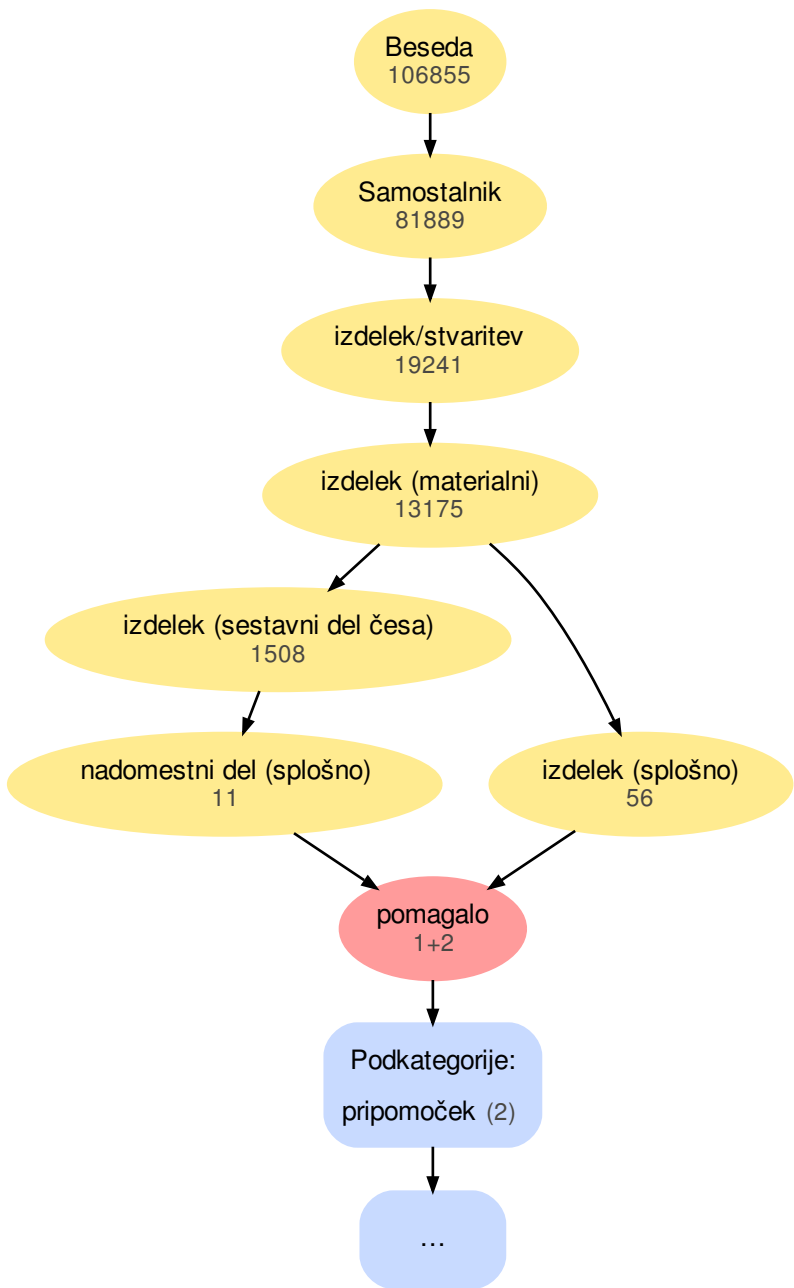 Beseda
106855
Samostalnik
81889
izdelek/stvaritev
19241
izdelek (materialni)
13175
izdelek (sestavni del česa)
1508
nadomestni del (splošno)
11
izdelek (splošno)
56
pomagalo
1+2
Podkategorije:
pripomoček (2)
...